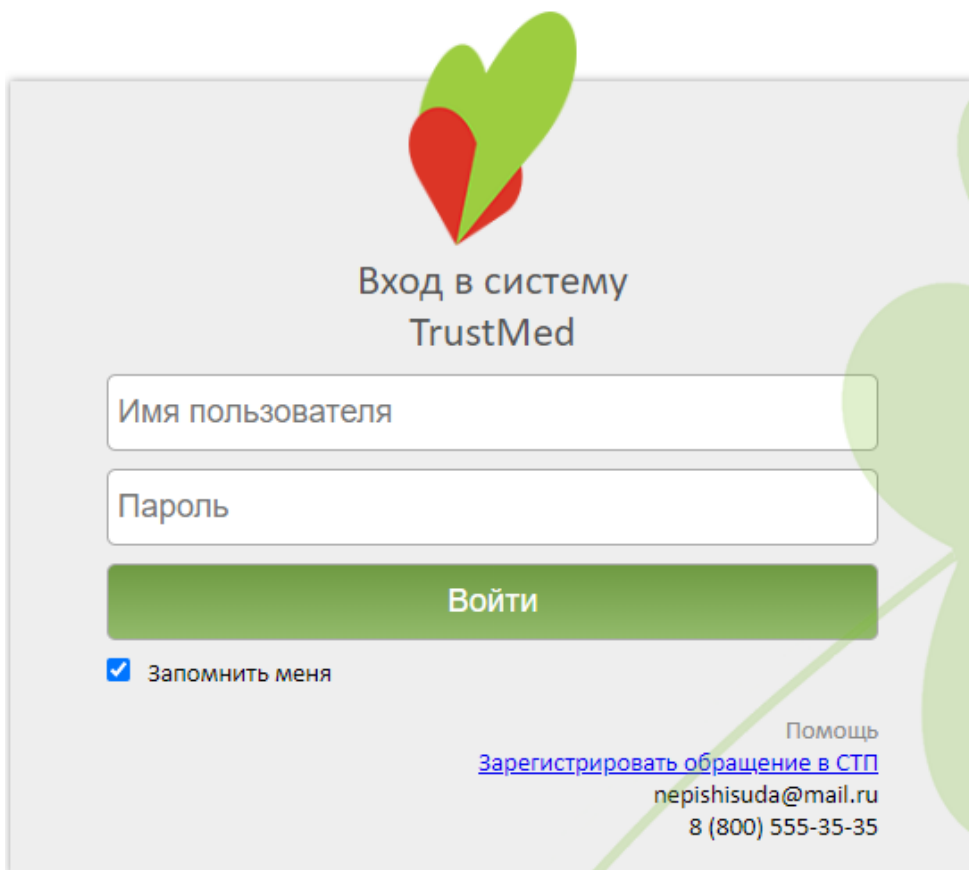 Вход в систему
TrustMed
Имя пользователя
Пароль
Войти
Запомнить меня
Помощь
Зарегистрировать обращение в СТП
nepishisuda@mail.ru
8 (800) 555-35-35